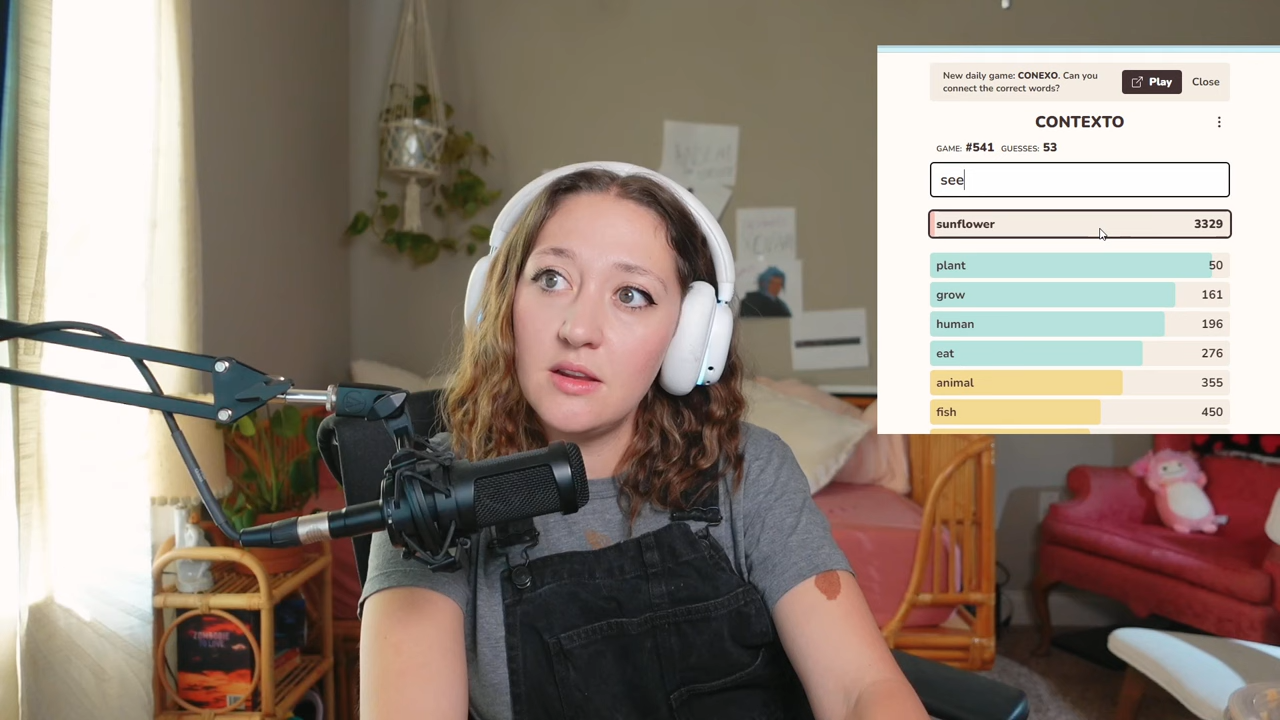 New daily game: CONEXO. Can you
connect the correct words?
Play
Close
CONTEXTO
GAME: #541 GUESSES: 53
see
sunflower 3329
plant 50
grow 161
human 196
eat 276
animal 355
fish 450